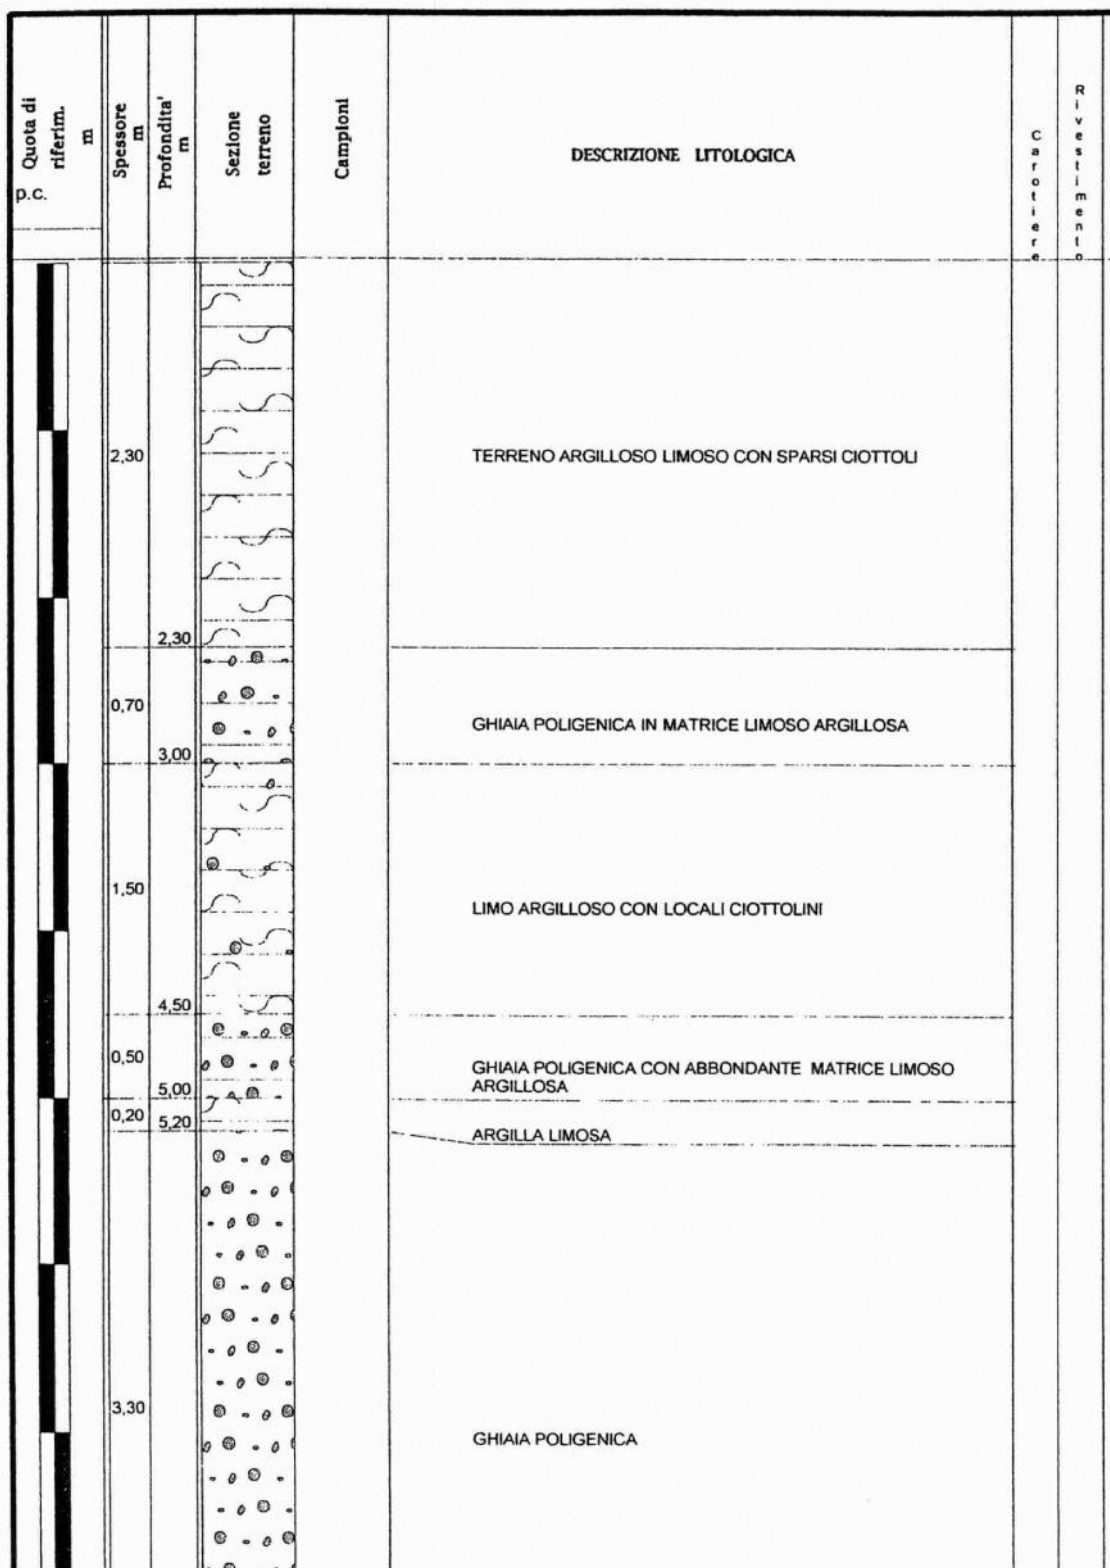 Quota di
riferim.
m
p.c.
Spessore
m
Profondita'
m
Sezione
terreno
Campioni
DESCRIZIONE LITOLOGICA
Carotiere
Rivestimento
2,30
TERRENO ARGILLOSO LIMOSO CON SPARSI CIOTTOLI
2,30
0,70
GHIAIA POLIGENICA IN MATRICE LIMOSO ARGILLOSA
3,00
1,50
LIMO ARGILLOSO CON LOCALI CIOTTOLINI
4,50
0,50
GHIAIA POLIGENICA CON ABBONDANTE MATRICE LIMOSO
ARGILLOSA
5,00
0,20
5,20
ARGILLA LIMOSA
3,30
GHIAIA POLIGENICA